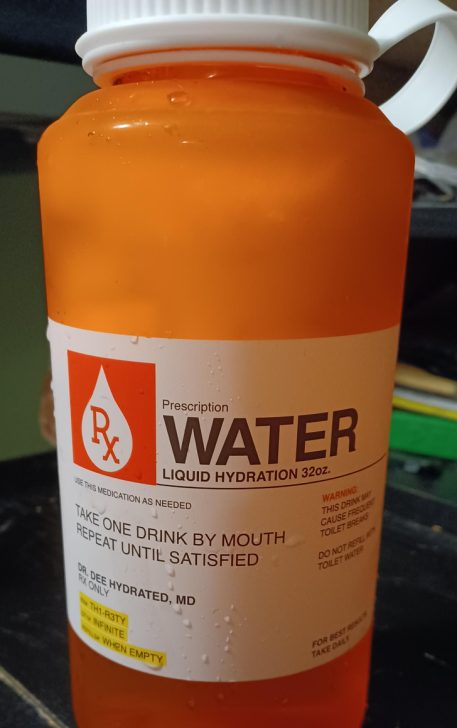 Rx
Prescription
WATER
LIQUID HYDRATION 32oz.
USE THIS MEDICATION AS NEEDED
TAKE ONE DRINK BY MOUTH
REPEAT UNTIL SATISFIED
DR. DEE HYDRATED, MD
RX ONLY
TH1-R3TY
INFINITE
WHEN EMPTY
WARNING:
THIS DRINK MAY
CAUSE FREQUENT
TOILET BREAKS
DO NOT REFILL WITH
TOILET WATER
FOR BEST RESULTS
TAKE DAILY